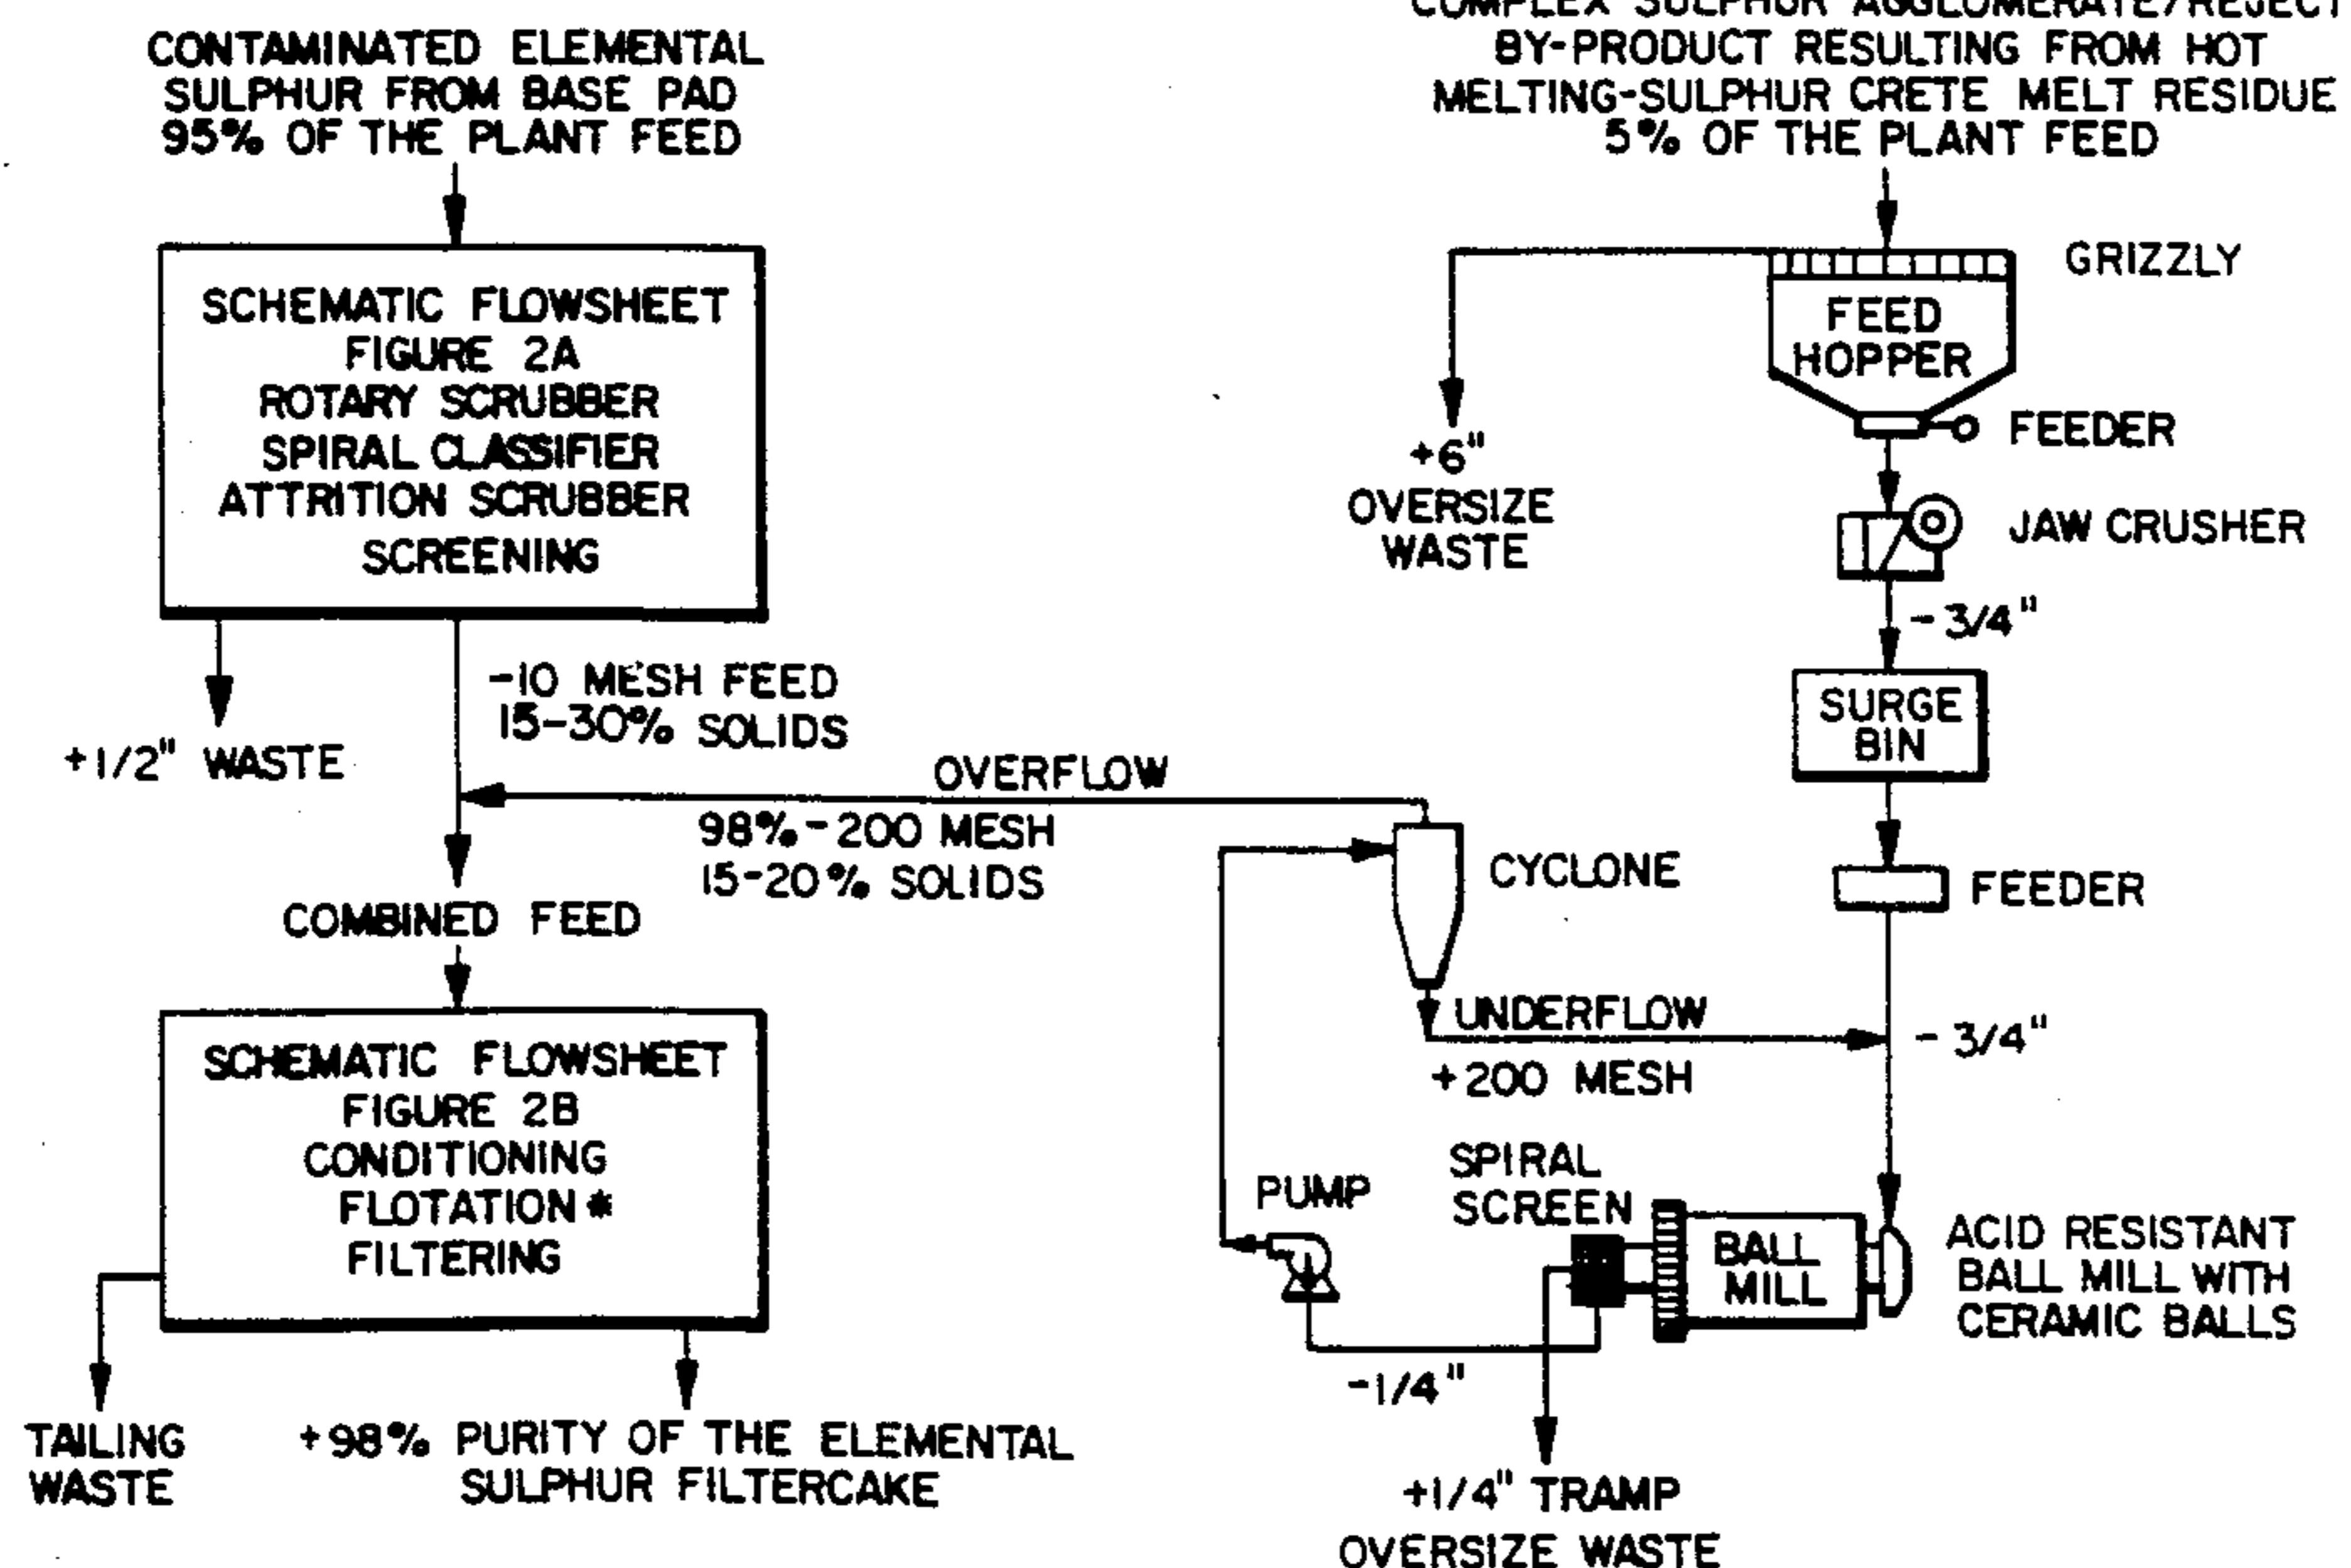 CONTAMINATED ELEMENTAL
SULPHUR FROM BASE PAD
95% OF THE PLANT FEED
COMPLEX SULPHUR AGGLOMERATE/REJECT
BY-PRODUCT RESULTING FROM HOT
MELTING-SULPHUR CRETE MELT RESIDUE
5% OF THE PLANT FEED
SCHEMATIC FLOWSHEET
FIGURE 2A
ROTARY SCRUBBER
SPIRAL CLASSIFIER
ATTRITION SCRUBBER
SCREENING
GRIZZLY
FEED
HOPPER
FEEDER
+6"
OVERSIZE
WASTE
JAW CRUSHER
-3/4"
SURGE
BIN
-10 MESH FEED
15-30% SOLIDS
+1/2" WASTE
OVERFLOW
98%-200 MESH
15-20% SOLIDS
CYCLONE
FEEDER
COMBINED FEED
UNDERFLOW
+200 MESH
-3/4"
SCHEMATIC FLOWSHEET
FIGURE 2B
CONDITIONING
FLOTATION*
FILTERING
PUMP
SPIRAL
SCREEN
BALL
MILL
ACID RESISTANT
BALL MILL WITH
CERAMIC BALLS
-1/4"
TAILING
WASTE
+98% PURITY OF THE ELEMENTAL
SULPHUR FILTERCAKE
+1/4" TRAMP
OVERSIZE WASTE